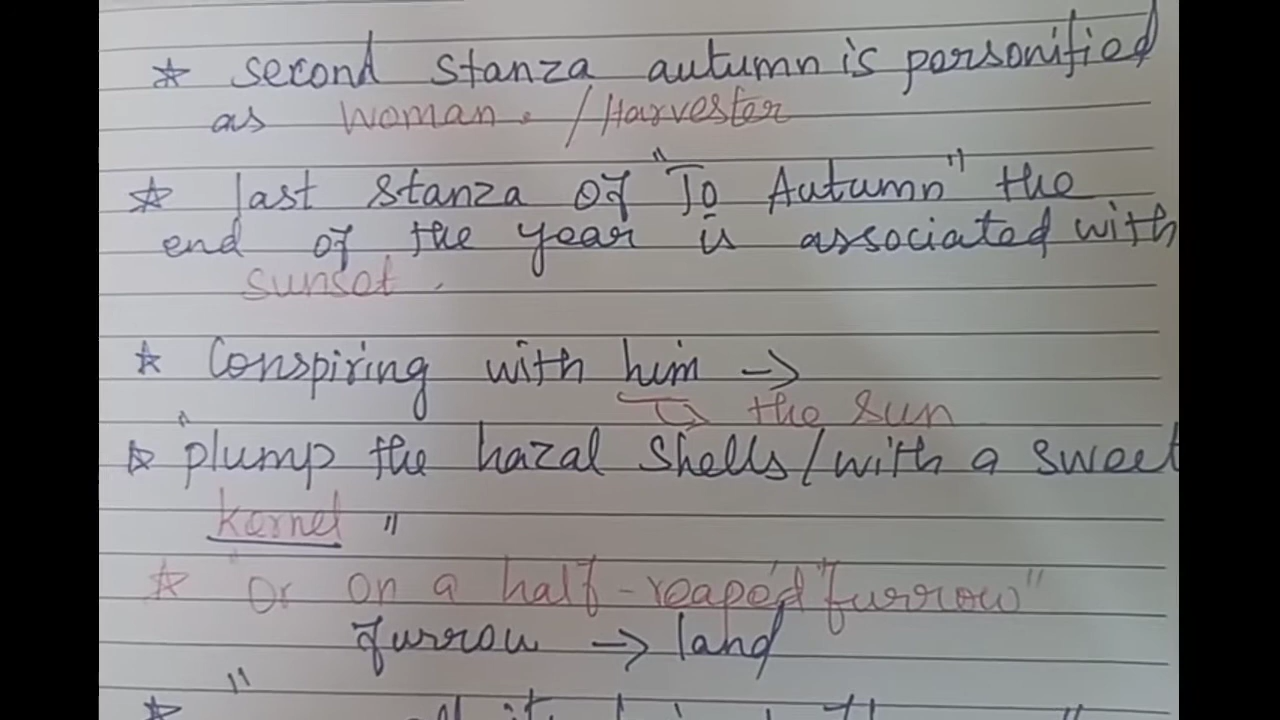 ☆ second stanza autumn is personified
as Woman. / Harvester
☆ last stanza of "To Autumn" the
end of the year is associated with
sunset.
☆ Conspiring with him →
→ the sun
☆ "plump the hazal shells / with a sweet
kernel"
☆ "Or on a half-reaped "furrow"
furrow → land
☆ "